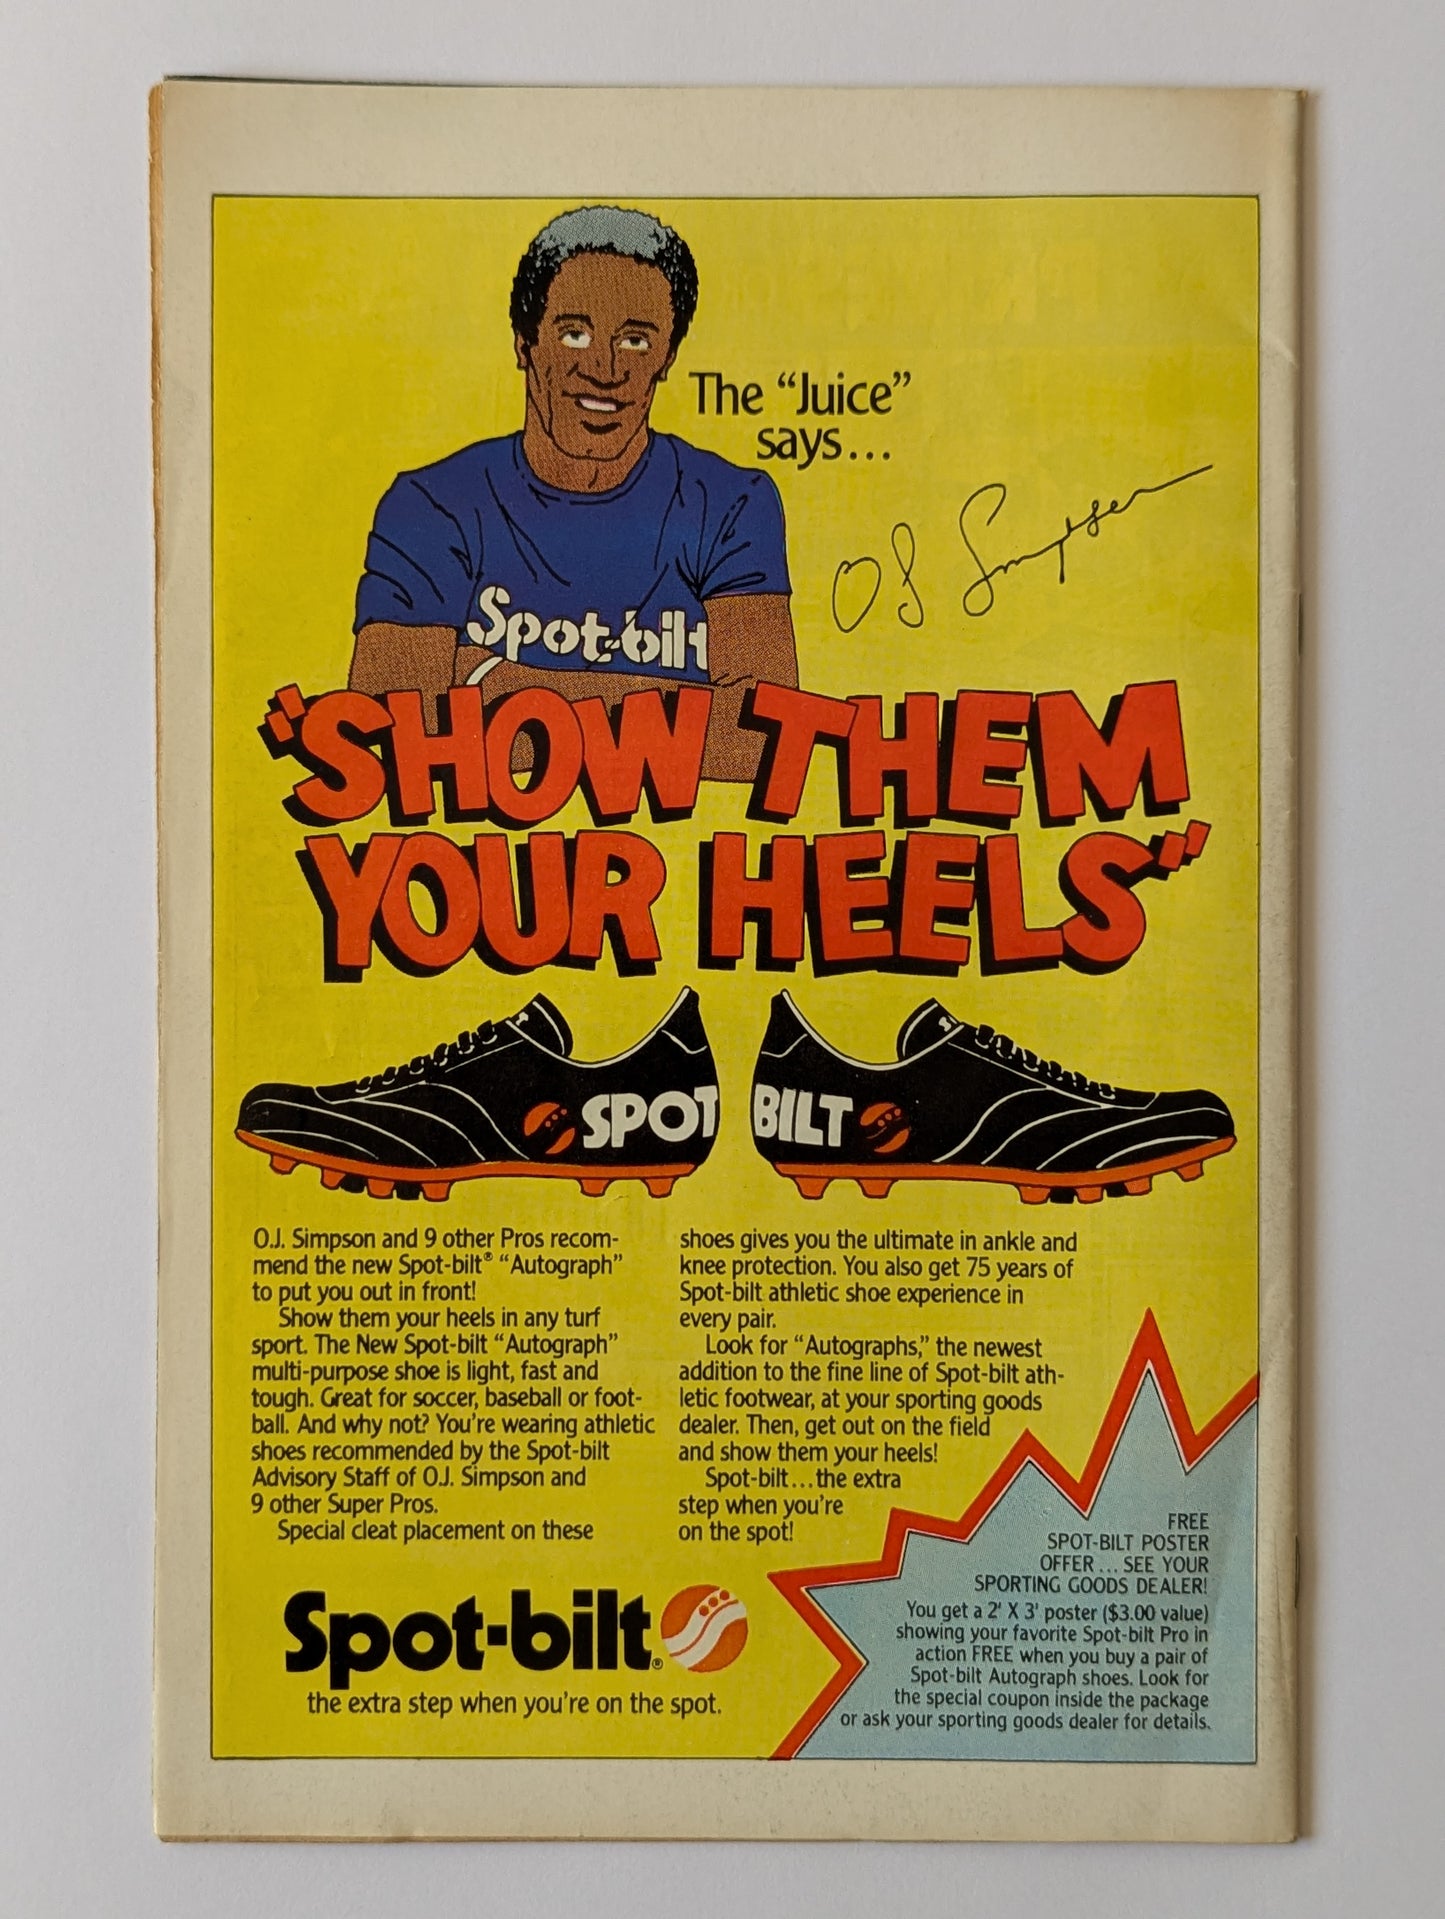 The “Juice”
says...
OJ Simpson
Spot-bilt
“SHOW THEM
YOUR HEELS”
SPOT BILT
O.J. Simpson and 9 other Pros recom-
mend the new Spot-bilt® “Autograph”
to put you out in front!
Show them your heels in any turf
sport. The New Spot-bilt “Autograph”
multi-purpose shoe is light, fast and
tough. Great for soccer, baseball or foot-
ball. And why not? You’re wearing athletic
shoes recommended by the Spot-bilt
Advisory Staff of O.J. Simpson and
9 other Super Pros.
Special cleat placement on these
shoes gives you the ultimate in ankle and
knee protection. You also get 75 years of
Spot-bilt athletic shoe experience in
every pair.
Look for “Autographs,” the newest
addition to the fine line of Spot-bilt ath-
letic footwear, at your sporting goods
dealer. Then, get out on the field
and show them your heels!
Spot-bilt...the extra
step when you’re
on the spot!
FREE
SPOT-BILT POSTER
OFFER... SEE YOUR
SPORTING GOODS DEALER!
You get a 2' X 3' poster ($3.00 value)
showing your favorite Spot-bilt Pro in
action FREE when you buy a pair of
Spot-bilt Autograph shoes. Look for
the special coupon inside the package
or ask your sporting goods dealer for details.
Spot-bilt®
the extra step when you’re on the spot.